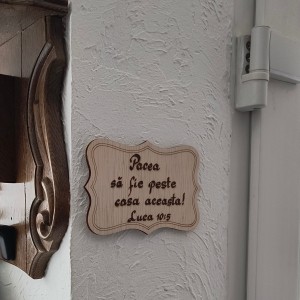 Pacea
să fie peste
casa aceasta!
Luca 10:5